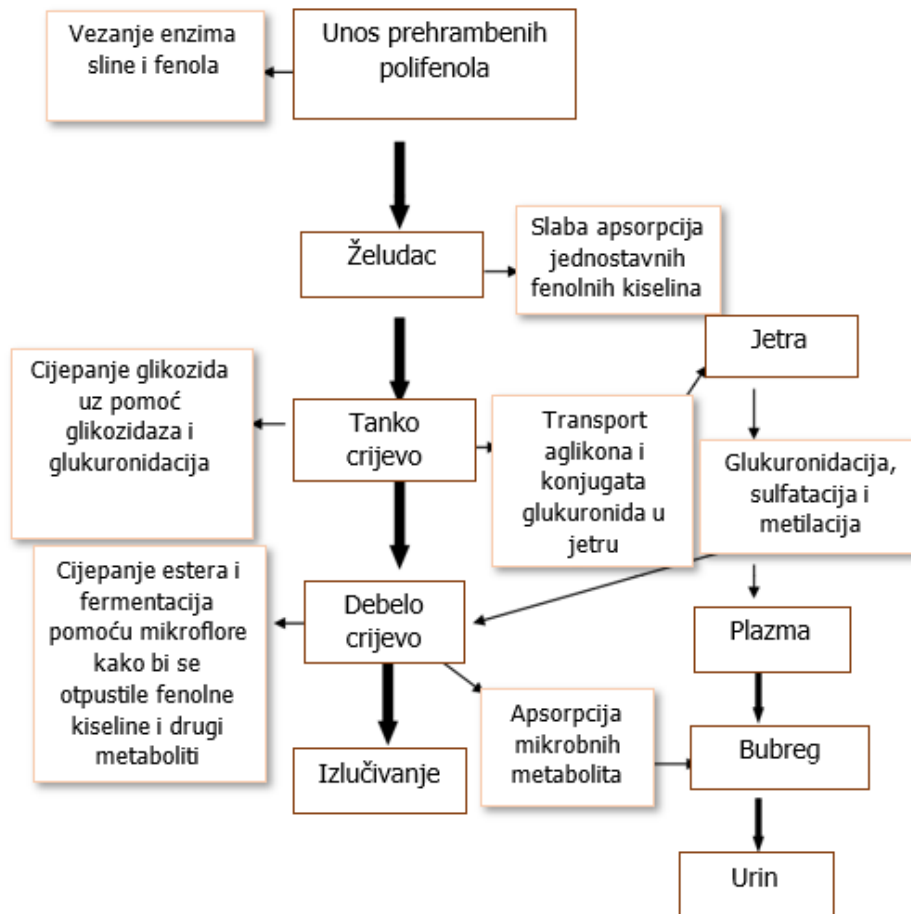 Vezanje enzima
sline i fenola
Unos prehrambenih
polifenola
Želudac
Slaba apsorpcija
jednostavnih
fenolnih kiselina
Jetra
Cijepanje glikozida
uz pomoć
glikozidaza i
glukuronidacija
Tanko
crijevo
Transport
aglikona i
konjugata
glukuronida u
jetru
Glukuronidacija,
sulfatacija i
metilacija
Cijepanje estera i
fermentacija
pomoću mikroflore
kako bi se
otpustile fenolne
kiseline i drugi
metaboliti
Debelo
crijevo
Plazma
Apsorpcija
mikrobnih
metabolita
Bubreg
Izlučivanje
Urin